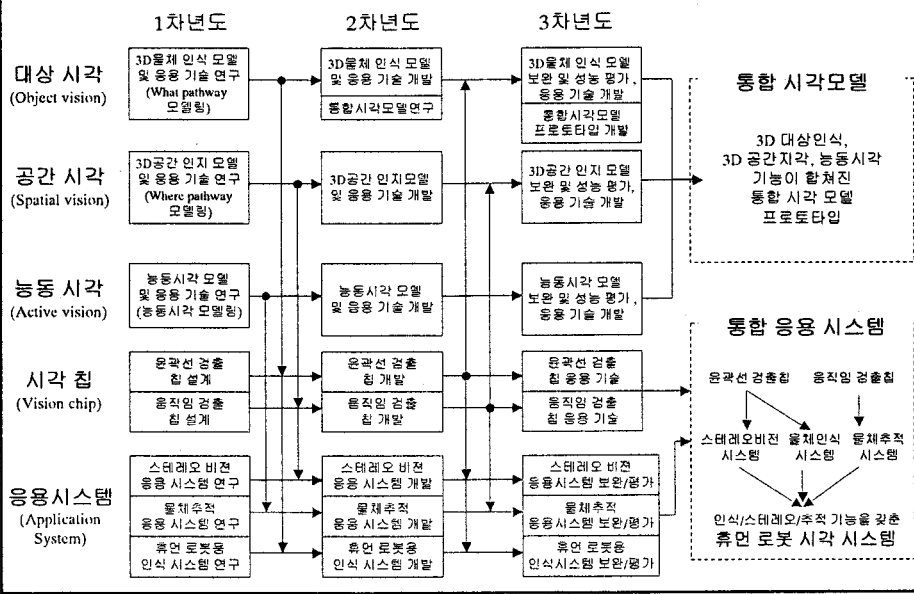 1차년도
2차년도
3차년도
대상 시각
(Object vision)
3D물체 인식 모델
및 응용 기술 연구
(What pathway
모델링)
3D물체 인식 모델
및 응용 기술 개발
통합시각모델연구
3D물체 인식 모델
보완 및 성능 평가,
응용 기술 개발
통합시각모델
프로토타입 개발
공간 시각
(Spatial vision)
3D공간 인지 모델
및 응용 기술 연구
(Where pathway
모델링)
3D공간 인지모델
및 응용 기술 개발
3D공간 인지 모델
보완 및 성능 평가,
응용 기술 개발
능동 시각
(Active vision)
능동시각 모델
및 응용 기술 연구
(능동시각 모델링)
능동시각 모델
및 응용 기술 개발
능동시각 모델
보완 및 성능 평가,
응용 기술 개발
시각 칩
(Vision chip)
윤곽선 검출
칩 설계
움직임 검출
칩 설계
윤곽선 검출
칩 개발
움직임 검출
칩 개발
윤곽선 검출
칩 응용 기술
움직임 검출
칩 응용 기술
응용시스템
(Application
System)
스테레오 비젼
응용 시스템 연구
물체추적
응용 시스템 연구
휴먼 로봇용
인식 시스템 연구
스테레오 비젼
응용 시스템 개발
물체추적
응용 시스템 개발
휴먼 로봇용
인식 시스템 개발
스테레오 비젼
응용시스템 보완/평가
물체추적
응용시스템 보완/평가
휴먼 로봇용
인식시스템 보완/평가
통합 시각모델
3D 대상인식,
3D 공간지각, 능동시각
기능이 합쳐진
통합 시각 모델
프로토타입
통합 응용 시스템
윤곽선 검출칩
움직임 검출칩
스테레오비전
시스템
물체인식
시스템
물체추적
시스템
인식/스테레오/추적 기능을 갖춘
휴먼 로봇 시각 시스템